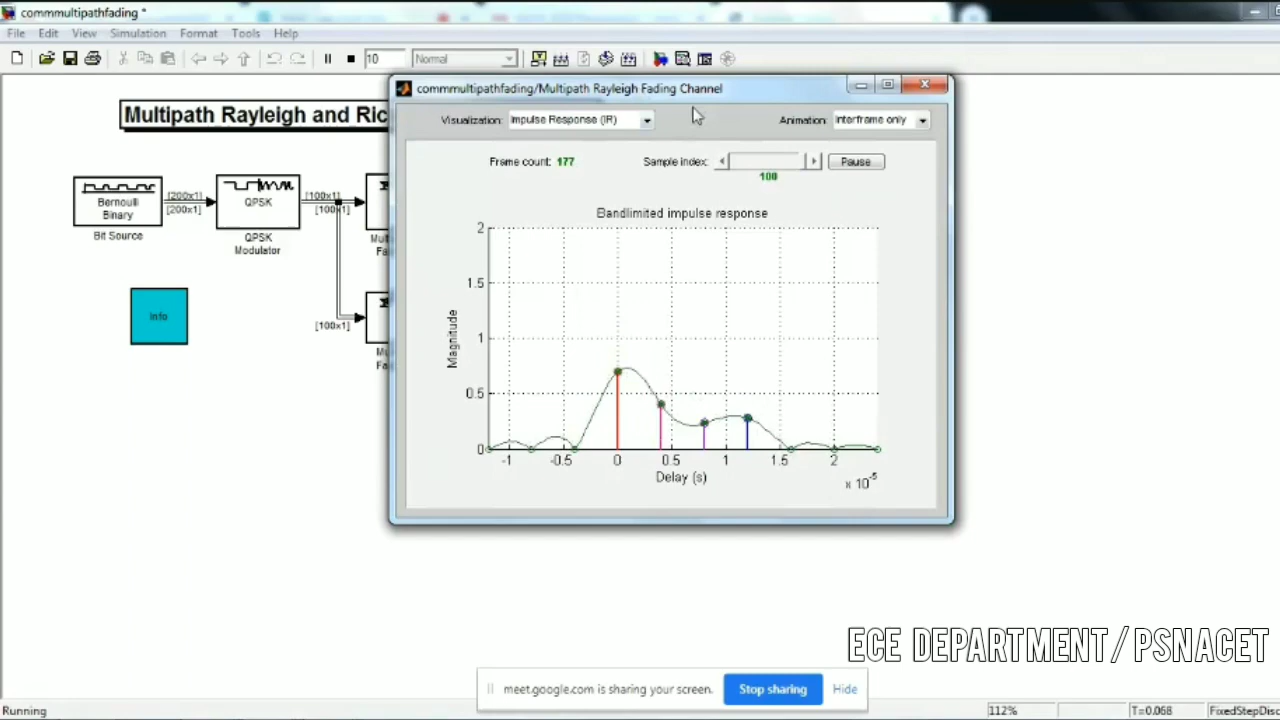 commmultipathfading *
File Edit View Simulation Format Tools Help
10
Normal
Multipath Rayleigh and Ric
Bernoulli
Binary
Bit Source
[200x1]
[200x1]
QPSK
QPSK
Modulator
[100x1]
[100x1]
[100x1]
Mul
Fa
Mu
Fa
Info
commmultipathfading/Multipath Rayleigh Fading Channel
Visualization: Impulse Response (IR)
Animation: Interframe only
Frame count: 177
Sample index:
100
Pause
Bandlimited impulse response
Magnitude
2
1.5
1
0.5
0
-1 -0.5 0 0.5 1 1.5 2
Delay (s)
x 10-5
ECE DEPARTMENT/PSNACET
meet.google.com is sharing your screen.
Stop sharing
Hide
Running
112%
T=0.068
FixedStepDisc